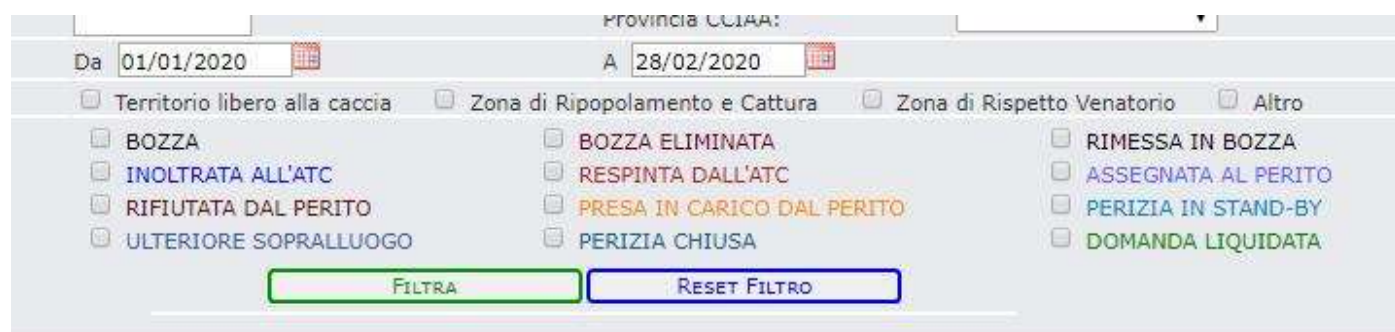 Provincia CCIAA:
Da 01/01/2020 A 28/02/2020
Territorio libero alla caccia Zona di Ripopolamento e Cattura Zona di Rispetto Venatorio Altro
BOZZA BOZZA ELIMINATA RIMESSA IN BOZZA
INOLTRATA ALL'ATC RESPINTA DALL'ATC ASSEGNATA AL PERITO
RIFIUTATA DAL PERITO PRESA IN CARICO DAL PERITO PERIZIA IN STAND-BY
ULTERIORE SOPRALLUOGO PERIZIA CHIUSA DOMANDA LIQUIDATA
FILTRA RESET FILTRO